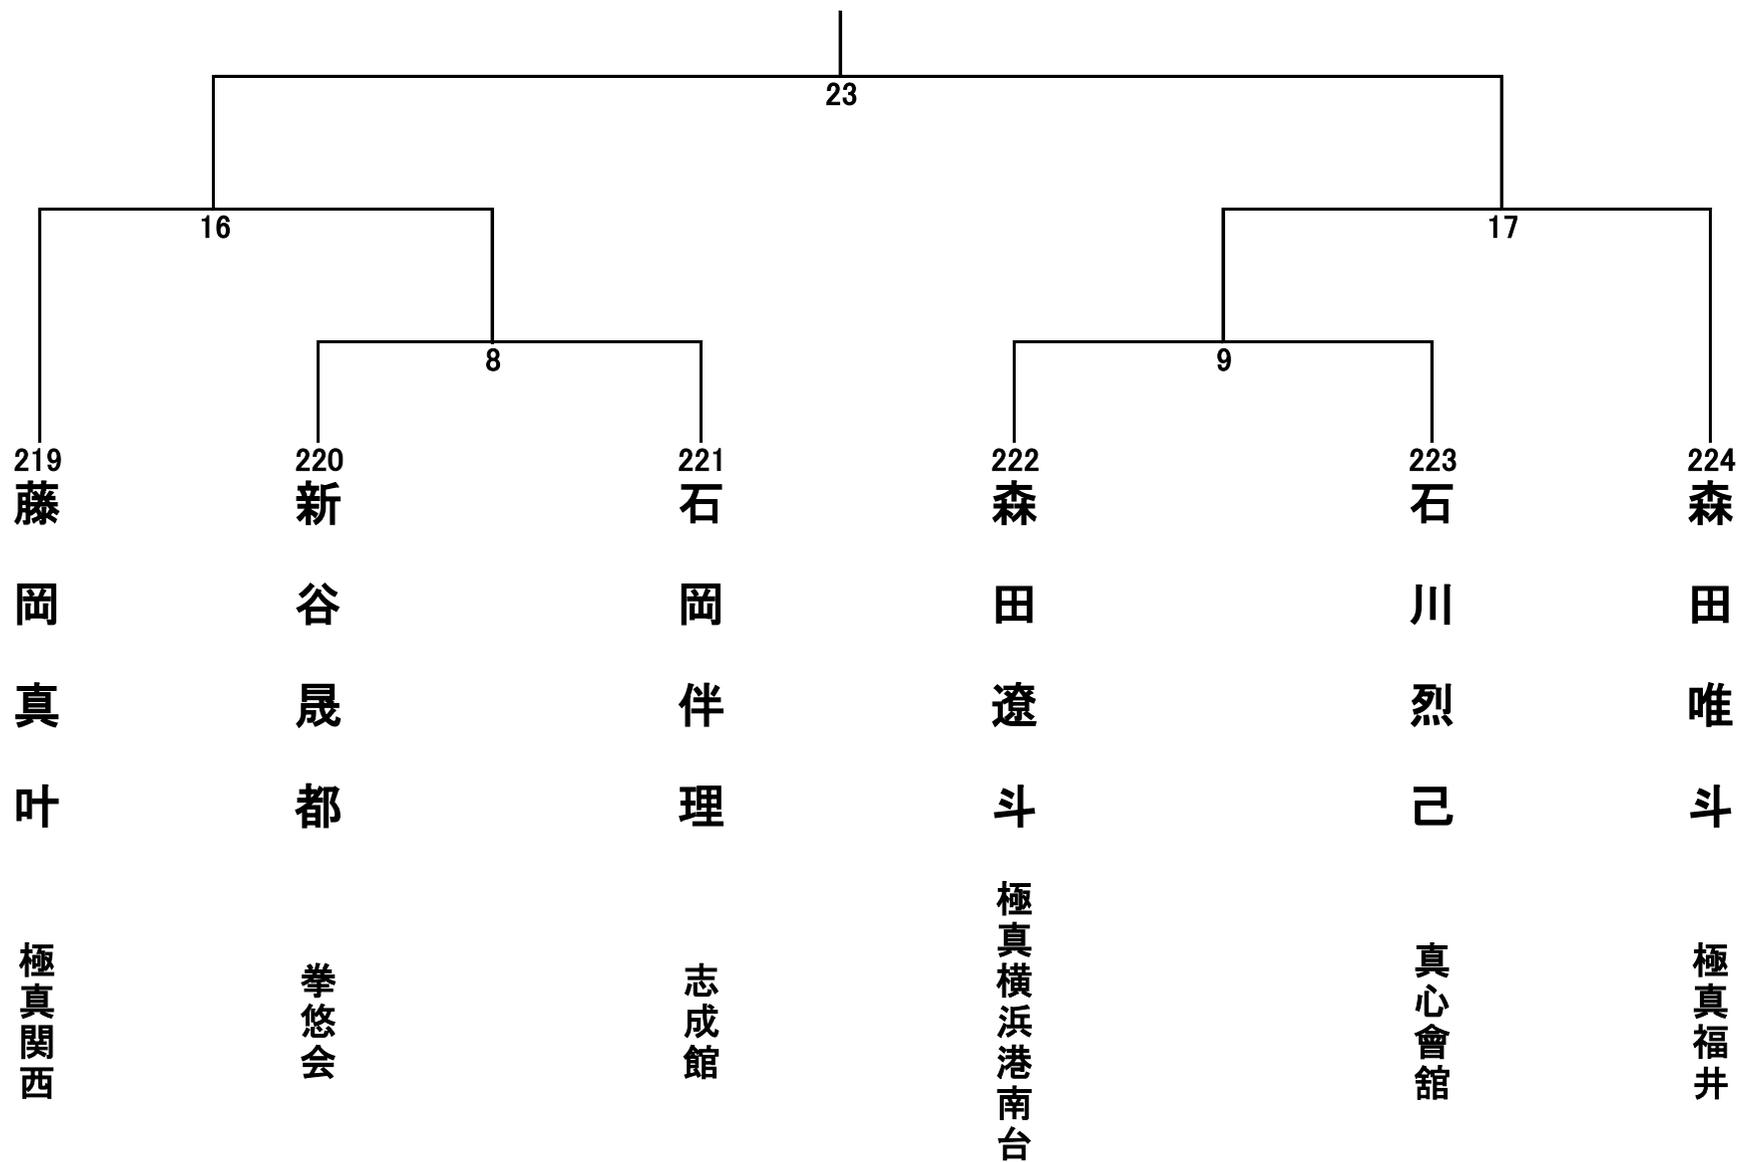 23
16
17
8
9
219
藤岡真叶
極真関西
220
新谷晟都
拳悠会
221
石岡伴理
志成館
222
森田遼斗
極真横浜港南台
223
石川烈己
真心會舘
224
森田唯斗
極真福井